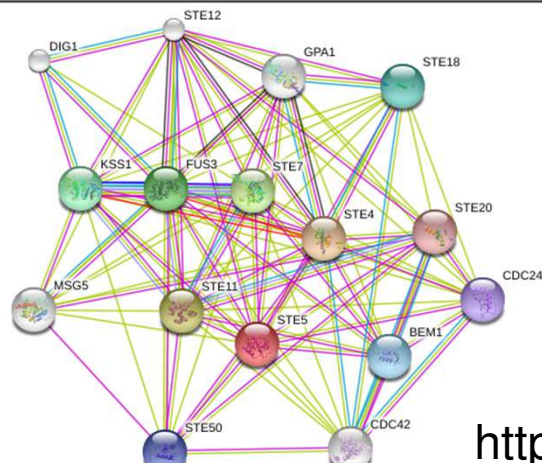 STE12
DIG1
GPA1
STE18
KSS1
FUS3
STE7
STE4
STE20
CDC24
MSG5
STE11
STE5
BEM1
STE50
CDC42
http